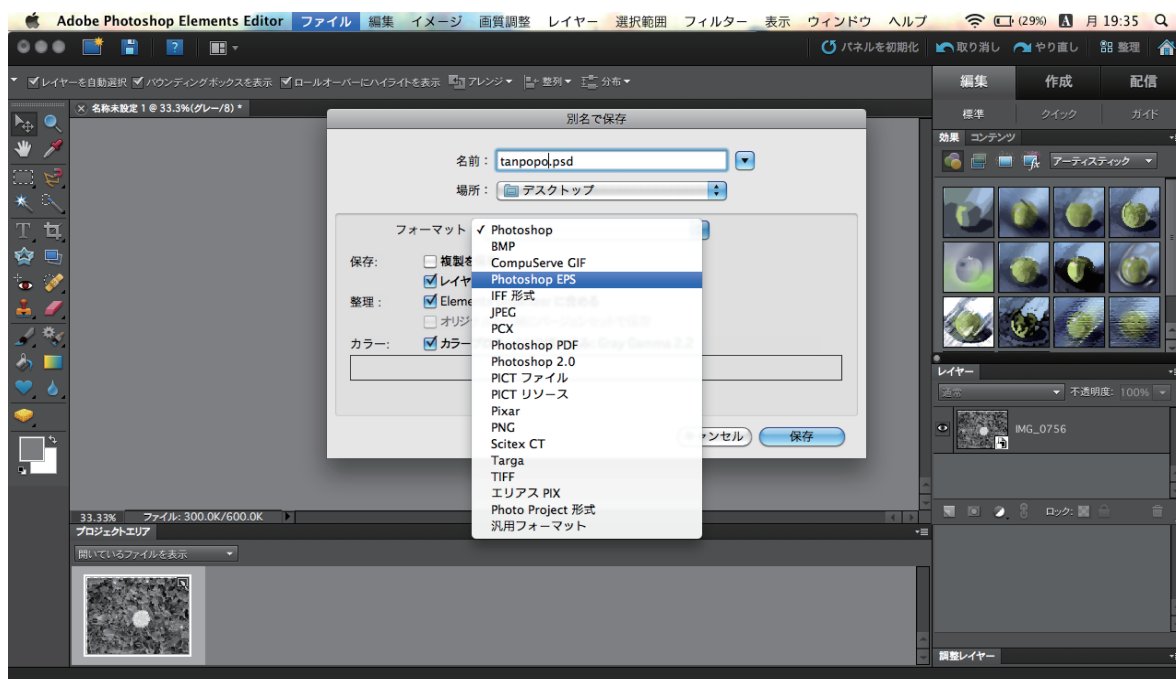 Adobe Photoshop Elements Editor ファイル 編集 イメージ 画質調整 レイヤー 選択範囲 フィルター 表示 ウィンドウ ヘルプ (29%) A 月 19:35
? パネルを初期化 取り消し やり直し 整理
レイヤーを自動選択 バウンディングボックスを表示 ロールオーバーにハイライトを表示 アレンジ 整列 分布 編集 作成 配信
名称未設定 1 @ 33.3%(グレー/8) * 標準 クイック ガイド
別名で保存
効果 コンテンツ
アーティスティック
名前： tanpopo.psd
場所： デスクトップ
フォーマット ✓ Photoshop
BMP
保存: 複製を
CompuServe GIF
レイヤ
Photoshop EPS
整理： Eleme
IFF 形式
オリジ
JPEG
PCX
カラー: カラー Gray Gamma 2.2
Photoshop PDF
Photoshop 2.0
PICT ファイル
PICT リソース
Pixar
PNG
Scitex CT
Targa
TIFF
エリアス PIX
Photo Project 形式
汎用フォーマット
ンセル 保存
レイヤー
通常 不透明度: 100%
IMG_0756
ロック:
33.33% ファイル: 300.0K/600.0K
プロジェクトエリア
開いているファイルを表示
調整レイヤー